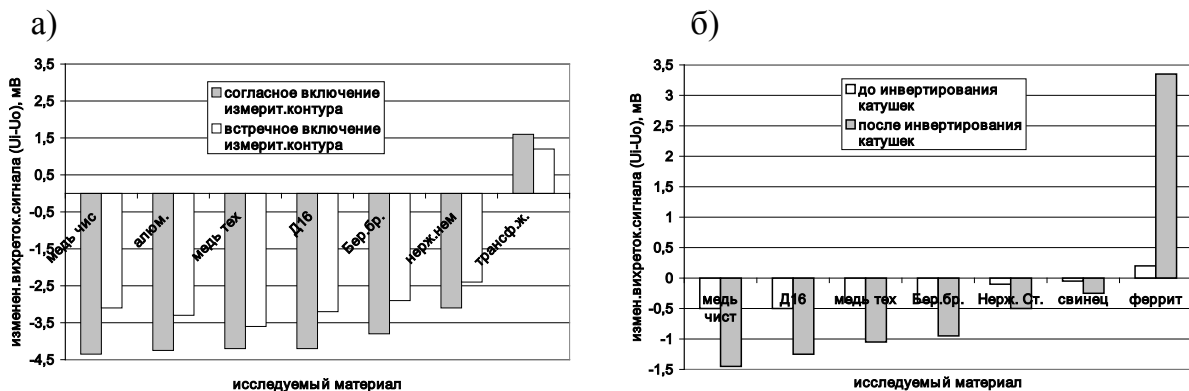 а)
3,5
2,5
1,5
0,5
-0,5
-1,5
-2,5
-3,5
-4,5
измен.вихреток.сигнала (Ui-Uo), мВ
согласное включение
измерит.контура
встречное включение
измерит.контура
медь чис
алюм.
медь тех
Д16
Бер.бр.
нерж.нем
трансф.ж.
исследуемый материал
б)
3,5
3
2,5
2
1,5
1
0,5
0
-0,5
-1
-1,5
измен.вихреток.сигнала (Ui-Uo), мВ
до инвертирования
катушек
после инвертирования
катушек
медь
чист
Д16
медь тех
Бер.бр.
Нерж. Ст.
свинец
феррит
исследуемый материал